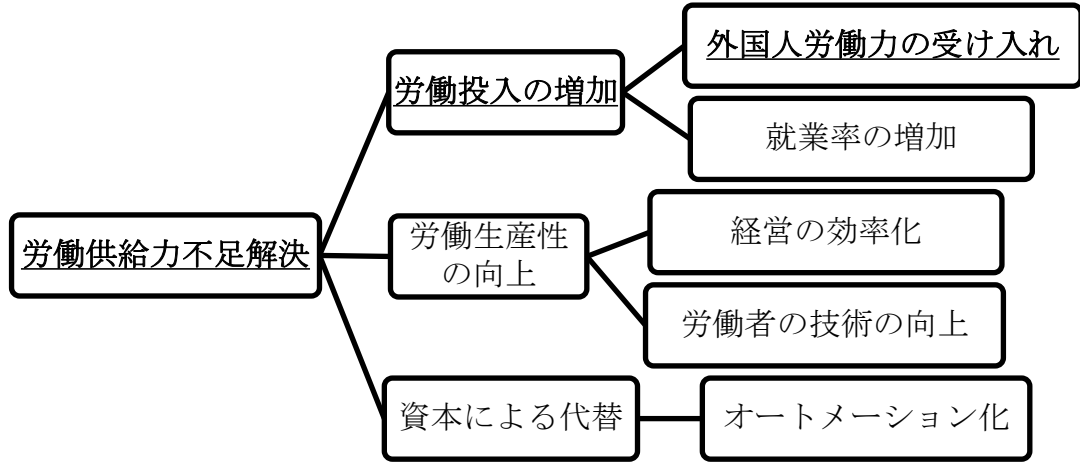 外国人労働力の受け入れ
労働投入の増加
就業率の増加
労働供給力不足解決
労働生産性
の向上
経営の効率化
労働者の技術の向上
資本による代替
オートメーション化